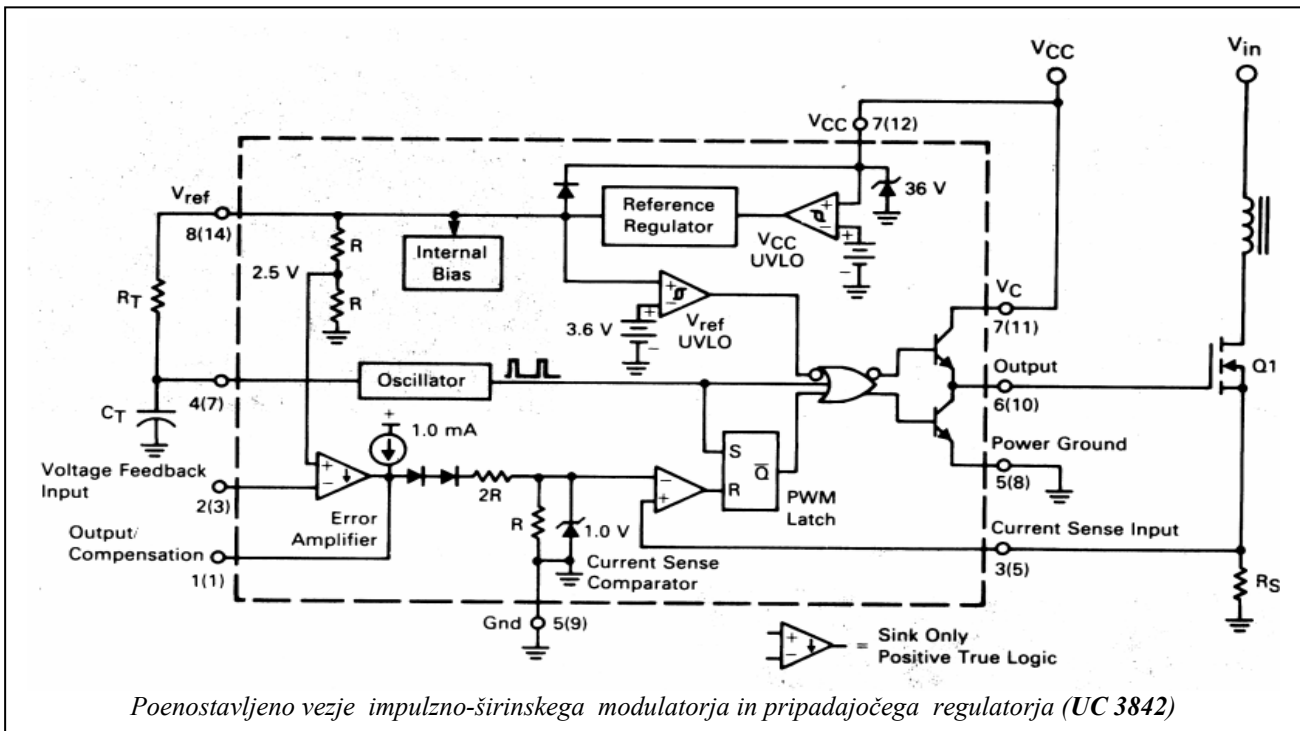 VCC
Vin
VCC
7(12)
Vref
8(14)
R
2.5 V
R
Internal
Bias
Reference
Regulator
+
−
36 V
+
−
VCC
UVLO
RT
3.6 V
+
−
+
−
Vref
UVLO
VC
7(11)
Output
6(10)
Q1
Oscillator
4(7)
CT
+
1.0 mA
Power Ground
5(8)
S
Q̅
R
PWM
Latch
Voltage Feedback
Input
2(3)
+
−
2R
−
+
Error
Amplifier
R
1.0 V
Output/
Compensation
1(1)
Current Sense
Comparator
Current Sense Input
3(5)
RS
Gnd
5(9)
+
−
= Sink Only
Positive True Logic
Poenostavljeno vezje impulzno-širinskega modulatorja in pripadajočega regulatorja (UC 3842)